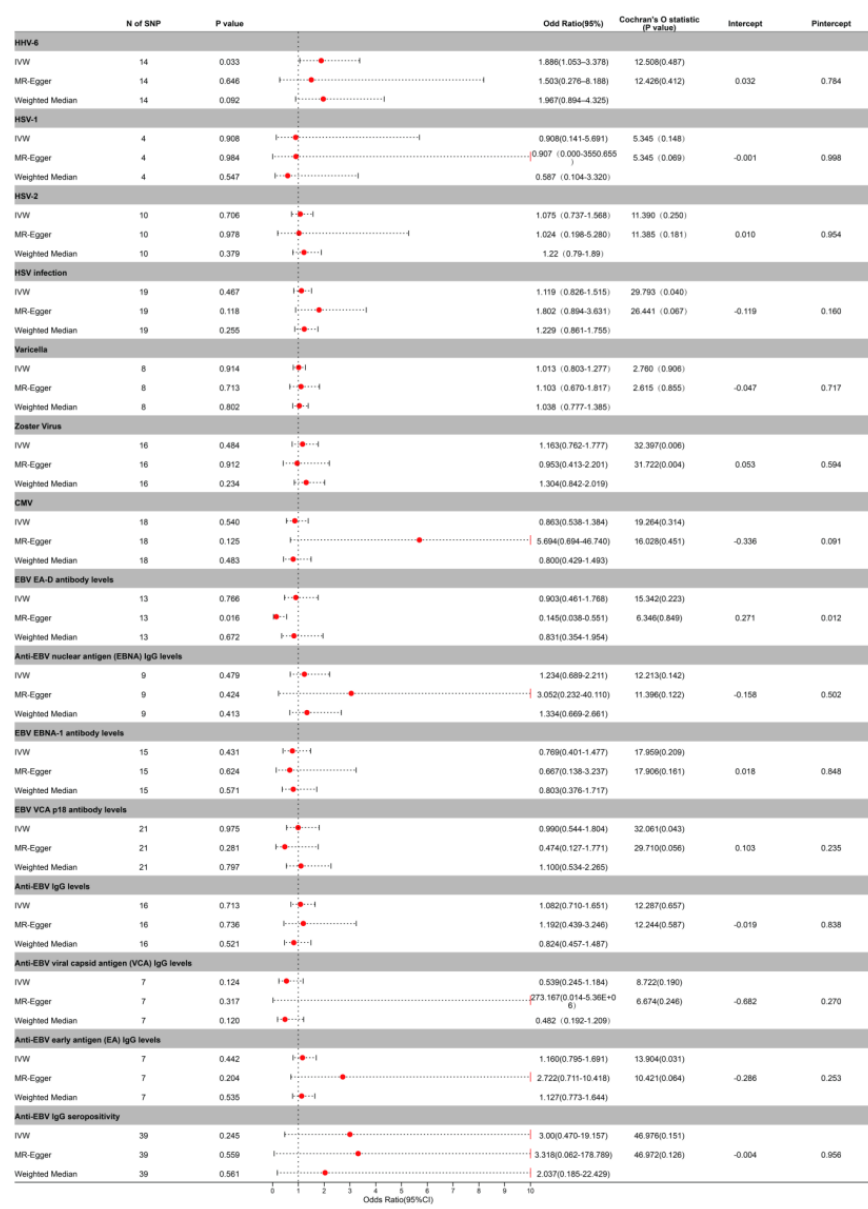 N of SNP P value Odd Ratio(95%) Cochran's O statistic (P value) Intercept Pintercept
HHV-6
IVW 14 0.033 1.886(1.053–3.378) 12.508(0.487)
MR-Egger 14 0.646 1.503(0.276–8.188) 12.426(0.412) 0.032 0.784
Weighted Median 14 0.092 1.967(0.894–4.325)
HSV-1
IVW 4 0.908 0.908(0.141-5.691) 5.345 (0.148)
MR-Egger 4 0.984 0.907 (0.000-3550.655) 5.345 (0.069) -0.001 0.998
Weighted Median 4 0.547 0.587 (0.104-3.320)
HSV-2
IVW 10 0.706 1.075 (0.737-1.568) 11.390 (0.250)
MR-Egger 10 0.978 1.024 (0.198-5.280) 11.385 (0.181) 0.010 0.954
Weighted Median 10 0.379 1.22 (0.79-1.89)
HSV infection
IVW 19 0.467 1.119 (0.826-1.515) 29.793 (0.040)
MR-Egger 19 0.118 1.802 (0.894-3.631) 26.441 (0.067) -0.119 0.160
Weighted Median 19 0.255 1.229 (0.861-1.755)
Varicella
IVW 8 0.914 1.013 (0.803-1.277) 2.760 (0.906)
MR-Egger 8 0.713 1.103 (0.670-1.817) 2.615 (0.855) -0.047 0.717
Weighted Median 8 0.802 1.038 (0.777-1.385)
Zoster Virus
IVW 16 0.484 1.163(0.762-1.777) 32.397(0.006)
MR-Egger 16 0.912 0.953(0.413-2.201) 31.722(0.004) 0.053 0.594
Weighted Median 16 0.234 1.304(0.842-2.019)
CMV
IVW 18 0.540 0.863(0.538-1.384) 19.264(0.314)
MR-Egger 18 0.125 5.694(0.694-46.740) 16.028(0.451) -0.336 0.091
Weighted Median 18 0.483 0.800(0.429-1.493)
EBV EA-D antibody levels
IVW 13 0.766 0.903(0.461-1.768) 15.342(0.223)
MR-Egger 13 0.016 0.145(0.038-0.551) 6.346(0.849) 0.271 0.012
Weighted Median 13 0.672 0.831(0.354-1.954)
Anti-EBV nuclear antigen (EBNA) IgG levels
IVW 9 0.479 1.234(0.689-2.211) 12.213(0.142)
MR-Egger 9 0.424 3.052(0.232-40.110) 11.396(0.122) -0.158 0.502
Weighted Median 9 0.413 1.334(0.669-2.661)
EBV EBNA-1 antibody levels
IVW 15 0.431 0.769(0.401-1.477) 17.959(0.209)
MR-Egger 15 0.624 0.667(0.138-3.237) 17.906(0.161) 0.018 0.848
Weighted Median 15 0.571 0.803(0.376-1.717)
EBV VCA p18 antibody levels
IVW 21 0.975 0.990(0.544-1.804) 32.061(0.043)
MR-Egger 21 0.281 0.474(0.127-1.771) 29.710(0.056) 0.103 0.235
Weighted Median 21 0.797 1.100(0.534-2.265)
Anti-EBV IgG levels
IVW 16 0.713 1.082(0.710-1.651) 12.287(0.657)
MR-Egger 16 0.736 1.192(0.439-3.246) 12.244(0.587) -0.019 0.838
Weighted Median 16 0.521 0.824(0.457-1.487)
Anti-EBV viral capsid antigen (VCA) IgG levels
IVW 7 0.124 0.539(0.245-1.184) 8.722(0.190)
MR-Egger 7 0.317 273.167(0.014-5.36E+06) 6.674(0.246) -0.682 0.270
Weighted Median 7 0.120 0.482 (0.192-1.209)
Anti-EBV early antigen (EA) IgG levels
IVW 7 0.442 1.160(0.795-1.691) 13.904(0.031)
MR-Egger 7 0.204 2.722(0.711-10.418) 10.421(0.064) -0.286 0.253
Weighted Median 7 0.535 1.127(0.773-1.644)
Anti-EBV IgG seropositivity
IVW 39 0.245 3.00(0.470-19.157) 46.976(0.151)
MR-Egger 39 0.559 3.318(0.062-178.789) 46.972(0.126) -0.004 0.956
Weighted Median 39 0.561 2.037(0.185-22.429)
0 1 2 3 4 5 6 7 8 9 10
Odds Ratio(95%CI)